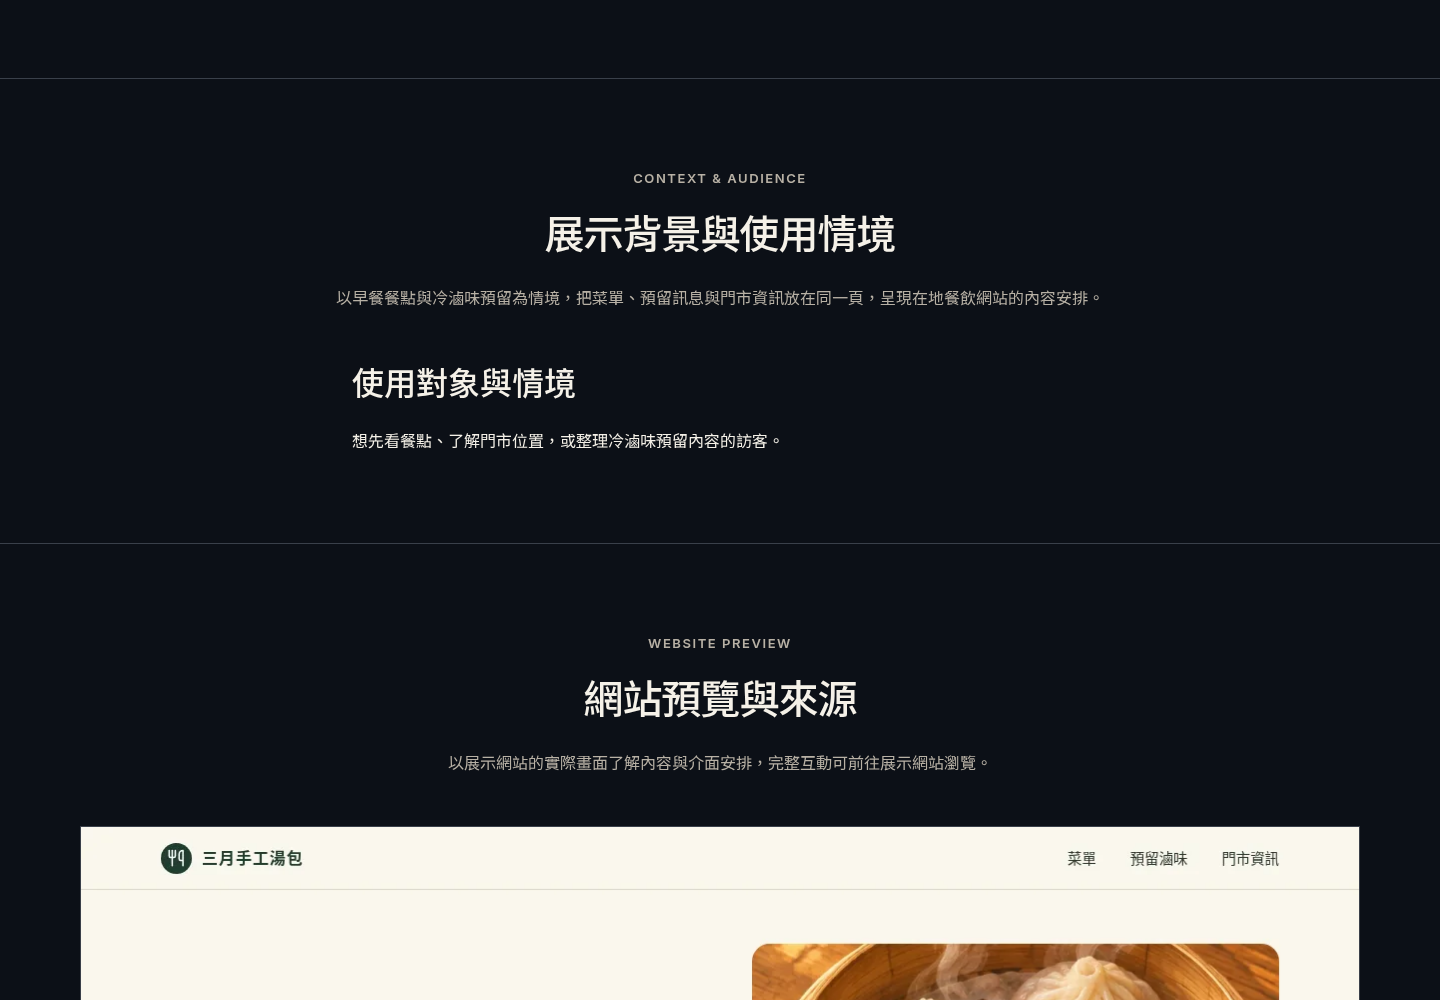 CONTEXT & AUDIENCE
展示背景與使用情境
以早餐餐點與冷滷味預留為情境，把菜單、預留訊息與門市資訊放在同一頁，呈現在地餐飲網站的內容安排。
使用對象與情境
想先看餐點、了解門市位置，或整理冷滷味預留內容的訪客。
WEBSITE PREVIEW
網站預覽與來源
以展示網站的實際畫面了解內容與介面安排，完整互動可前往展示網站瀏覽。
三月手工湯包
菜單 預留滷味 門市資訊